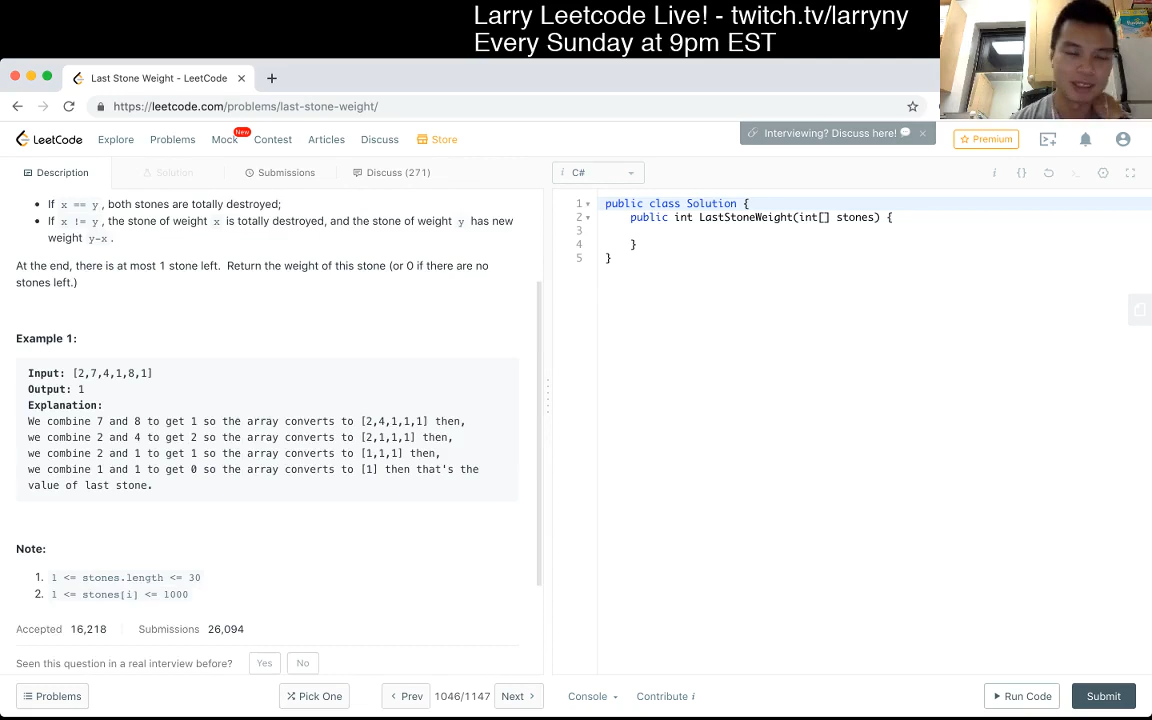 Larry Leetcode Live! - twitch.tv/larryny
Every Sunday at 9pm EST
Last Stone Weight - LeetCode
https://leetcode.com/problems/last-stone-weight/
LeetCode Explore Problems Mock New Contest Articles Discuss Store Interviewing? Discuss here! Premium
Description Solution Submissions Discuss (271) C#
If x == y, both stones are totally destroyed;
If x != y, the stone of weight x is totally destroyed, and the stone of weight y has new
weight y-x.
At the end, there is at most 1 stone left. Return the weight of this stone (or 0 if there are no
stones left.)
Example 1:
Input: [2,7,4,1,8,1]
Output: 1
Explanation:
We combine 7 and 8 to get 1 so the array converts to [2,4,1,1,1] then,
we combine 2 and 4 to get 2 so the array converts to [2,1,1,1] then,
we combine 2 and 1 to get 1 so the array converts to [1,1,1] then,
we combine 1 and 1 to get 0 so the array converts to [1] then that's the
value of last stone.
Note:
1. 1 <= stones.length <= 30
2. 1 <= stones[i] <= 1000
Accepted 16,218 Submissions 26,094
Seen this question in a real interview before? Yes No
Problems Pick One Prev 1046/1147 Next Console Contribute Run Code Submit
1 public class Solution {
2 public int LastStoneWeight(int[] stones) {
3
4 }
5 }